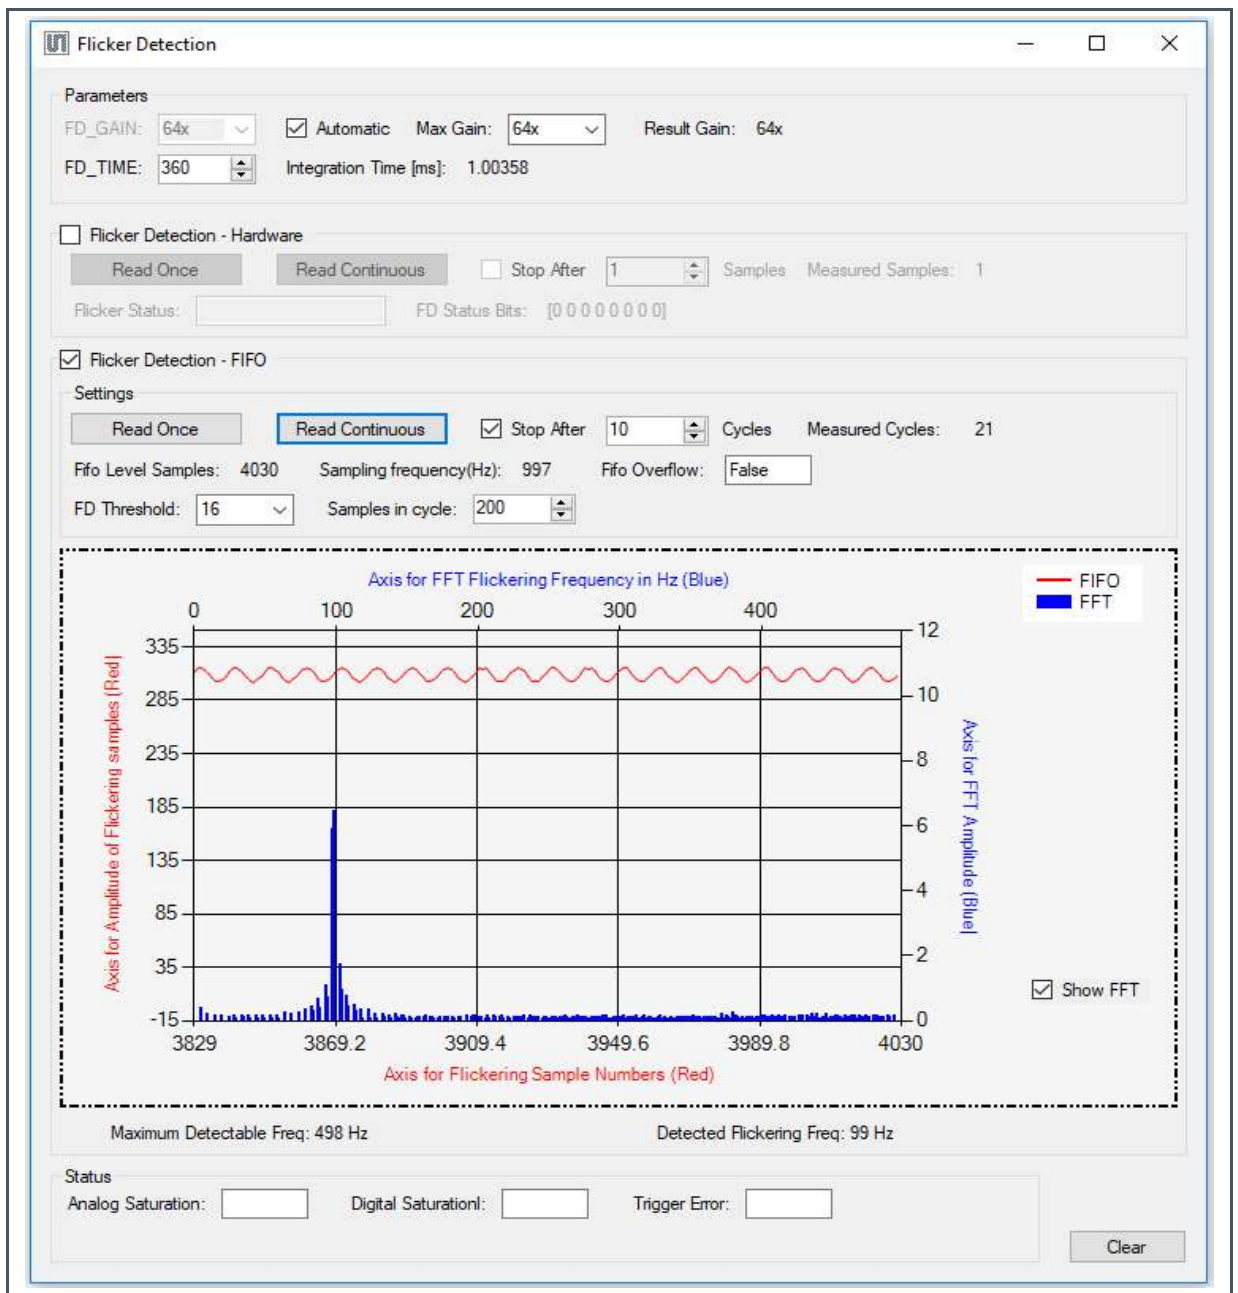 Flicker Detection
Parameters
FD_GAIN: 64x Automatic Max Gain: 64x Result Gain: 64x
FD_TIME: 360 Integration Time [ms]: 1.00358
Flicker Detection - Hardware
Read Once Read Continuous Stop After 1 Samples Measured Samples: 1
Flicker Status: FD Status Bits: [0 0 0 0 0 0 0 0]
Flicker Detection - FIFO
Settings
Read Once Read Continuous Stop After 10 Cycles Measured Cycles: 21
Fifo Level Samples: 4030 Sampling frequency(Hz): 997 Fifo Overflow: False
FD Threshold: 16 Samples in cycle: 200
Axis for FFT Flickering Frequency in Hz (Blue)
FIFO
FFT
0 100 200 300 400
335
285
235
185
135
85
35
-15
Axis for Amplitude of Flickering samples (Red)
12
10
8
6
4
2
0
Axis for FFT Amplitude (Blue)
Show FFT
3829 3869.2 3909.4 3949.6 3989.8 4030
Axis for Flickering Sample Numbers (Red)
Maximum Detectable Freq: 498 Hz Detected Flickering Freq: 99 Hz
Status
Analog Saturation: Digital Saturationl: Trigger Error:
Clear